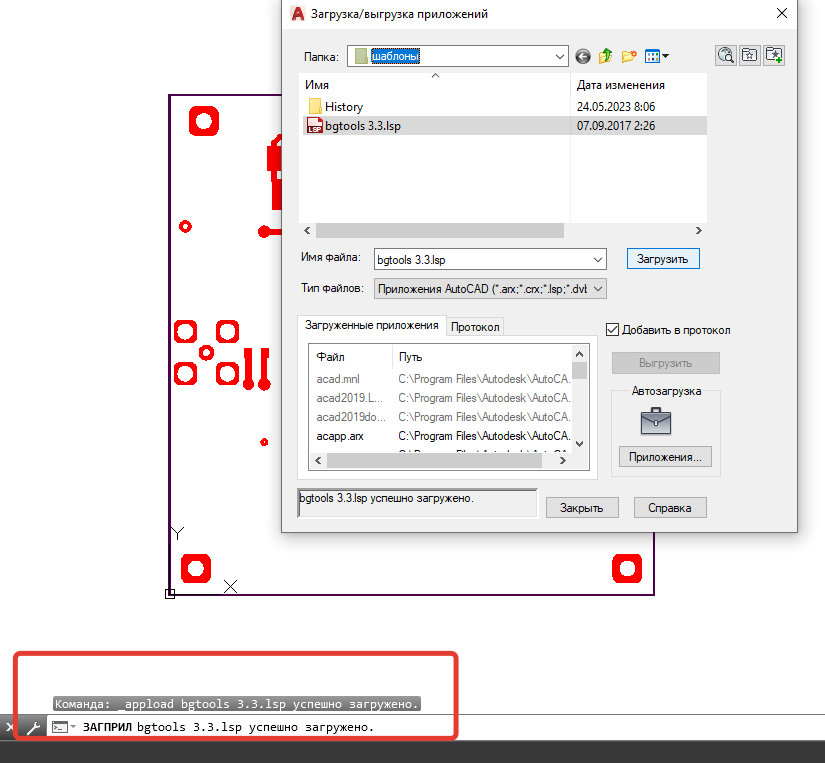 Загрузка/выгрузка приложений
Папка: шаблоны
Имя Дата изменения
History 24.05.2023 8:06
LSP bgtools 3.3.lsp 07.09.2017 2:26
Имя файла: bgtools 3.3.lsp Загрузить
Тип файлов: Приложения AutoCAD (*.arx;*.crx;*.lsp;*.dvb
Загруженные приложения Протокол
Добавить в протокол
Файл Путь
Выгрузить
acad.mnl C:\Program Files\Autodesk\AutoCA.
acad2019.L... C:\Program Files\Autodesk\AutoCA.
acad2019do... C:\Program Files\Autodesk\AutoCA.
acapp.arx C:\Program Files\Autodesk\AutoCA.
Автозагрузка
Приложения...
bgtools 3.3.lsp успешно загружено.
Закрыть Справка
Y
X
Команда: _appload bgtools 3.3.lsp успешно загружено.
ЗАГПРИЛ bgtools 3.3.lsp успешно загружено.